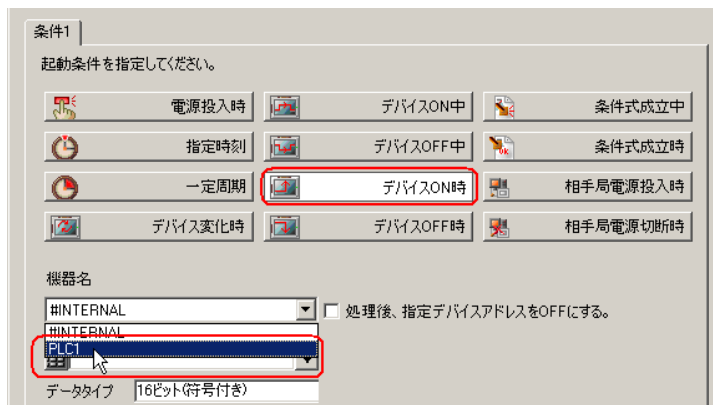 条件1
起動条件を指定してください。
電源投入時 デバイスON中 条件式成立中
指定時刻 デバイスOFF中 条件式成立時
一定周期 デバイスON時 相手局電源投入時
デバイス変化時 デバイスOFF時 相手局電源切断時
機器名
#INTERNAL 処理後、指定デバイスアドレスをOFFにする。
#INTERNAL
PLC1
データタイプ 16ビット(符号付き)